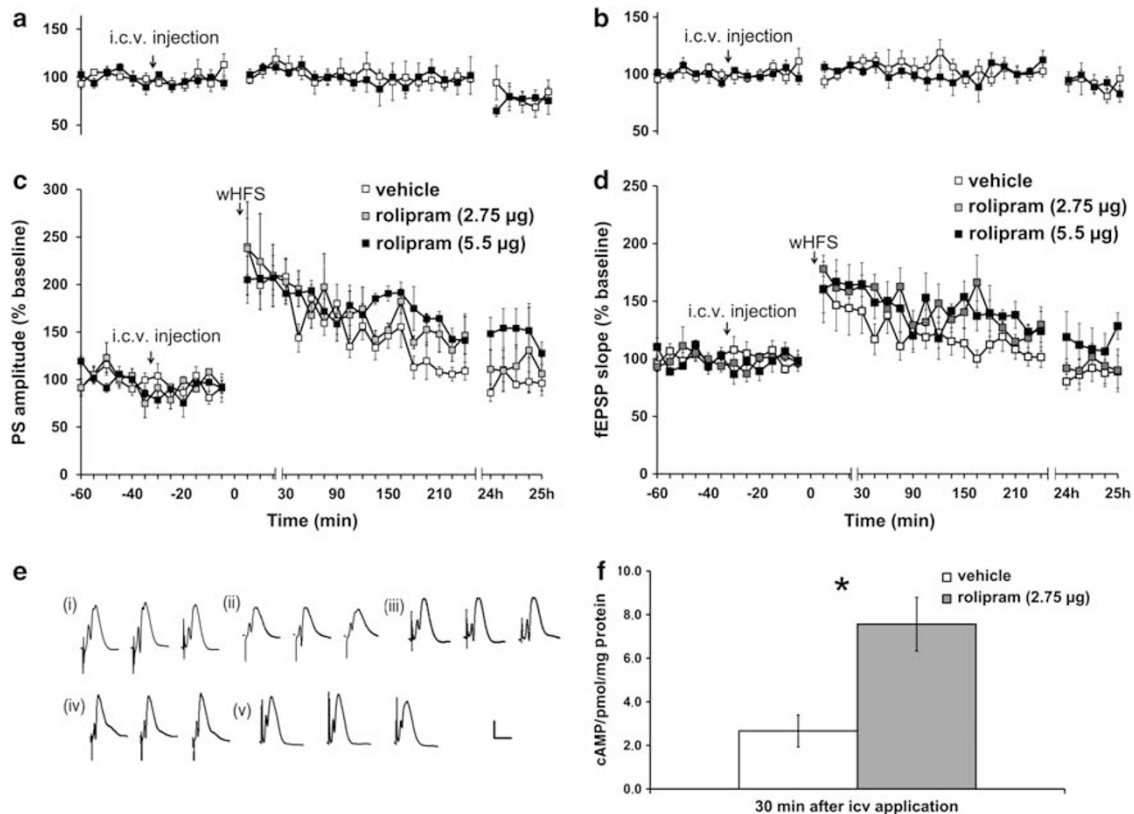 a
150
100
50
i.c.v. injection
b
150
100
50
i.c.v. injection
c
PS amplitude (% baseline)
300
250
200
150
100
50
0
wHFS
vehicle
rolipram (2.75 µg)
rolipram (5.5 µg)
i.c.v. injection
-60 -40 -20 0 30 90 150 210 24h 25h
Time (min)
d
fEPSP slope (% baseline)
250
200
150
100
50
0
wHFS
vehicle
rolipram (2.75 µg)
rolipram (5.5 µg)
i.c.v. injection
-60 -40 -20 0 30 90 150 210 24h 25h
Time (min)
e
(i)
(ii)
(iii)
(iv)
(v)
f
cAMP/pmol/mg protein
10.0
8.0
6.0
4.0
2.0
0.0
*
vehicle
rolipram (2.75 µg)
30 min after icv application